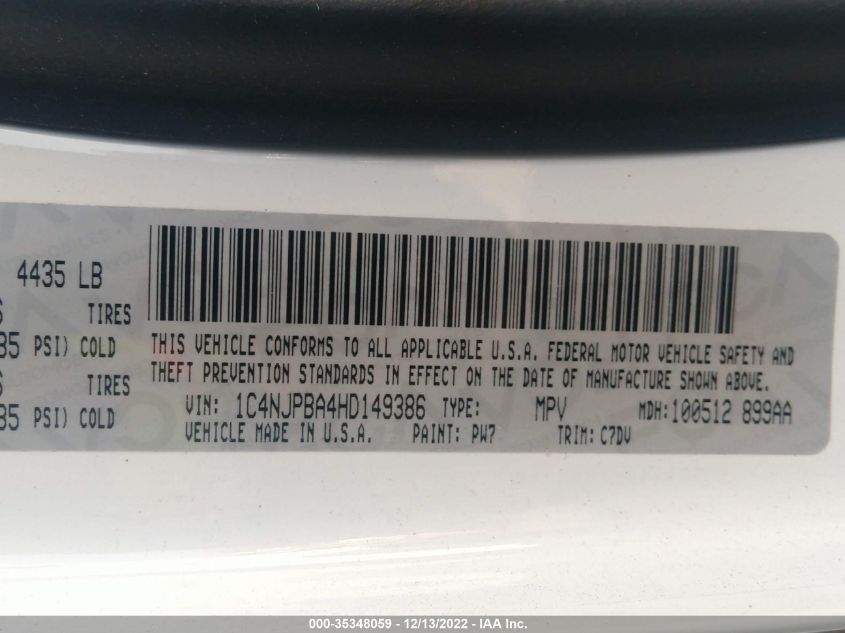 4435 LB
TIRES
PSI) COLD
TIRES
PSI) COLD
THIS VEHICLE CONFORMS TO ALL APPLICABLE U.S.A. FEDERAL MOTOR VEHICLE SAFETY AND
THEFT PREVENTION STANDARDS IN EFFECT ON THE DATE OF MANUFACTURE SHOWN ABOVE.
VIN: 1C4NJPBA4HD149386 TYPE: MPV MDH:100512 899AA
VEHICLE MADE IN U.S.A. PAINT: PW7 TRIM: C7DV
000-35348059 - 12/13/2022 - IAA Inc.